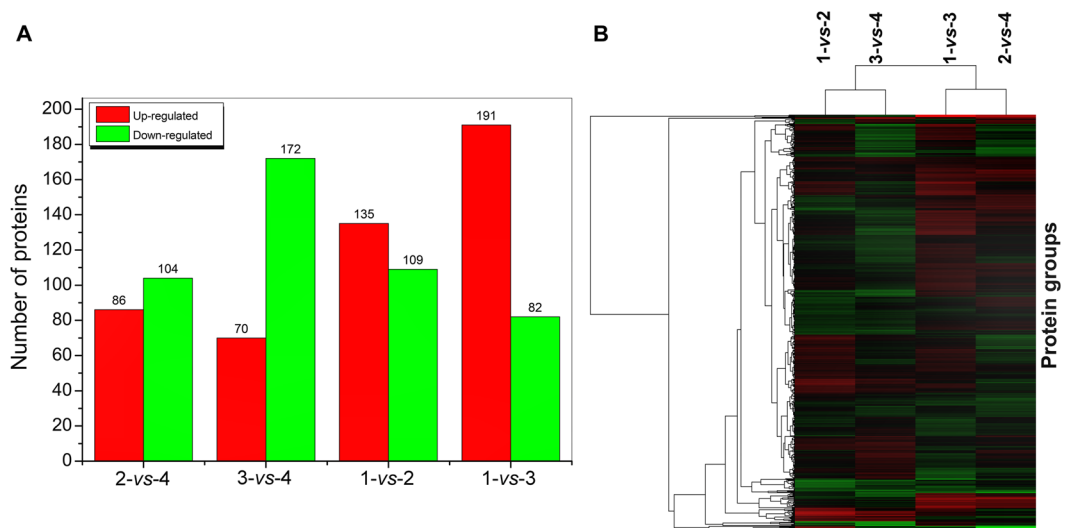 A
B
1-vs-2
3-vs-4
1-vs-3
2-vs-4
Up-regulated
Down-regulated
Number of proteins
200
180
160
140
120
100
80
60
40
20
0
86
104
70
172
135
109
191
82
2-vs-4
3-vs-4
1-vs-2
1-vs-3
Protein groups